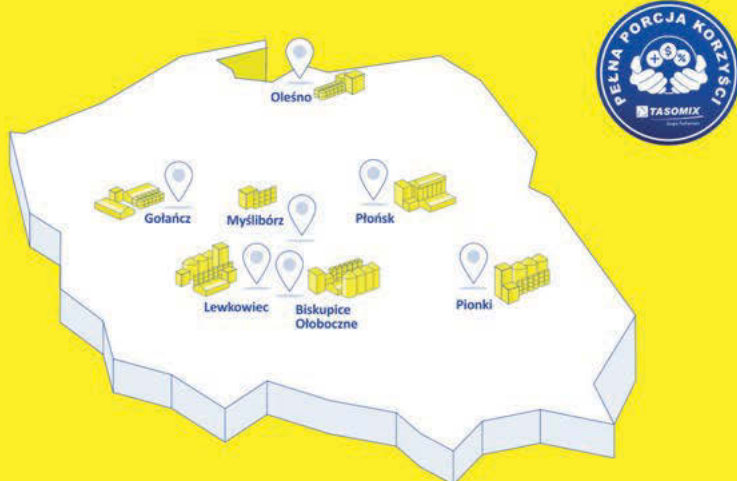 PEŁNA PORCJA KORZYŚCI
+ $ %
TASOMIX
Oleśno
Gołańcz
Myślibórz
Płońsk
Lewkowiec
Biskupice
Ołoboczne
Pionki